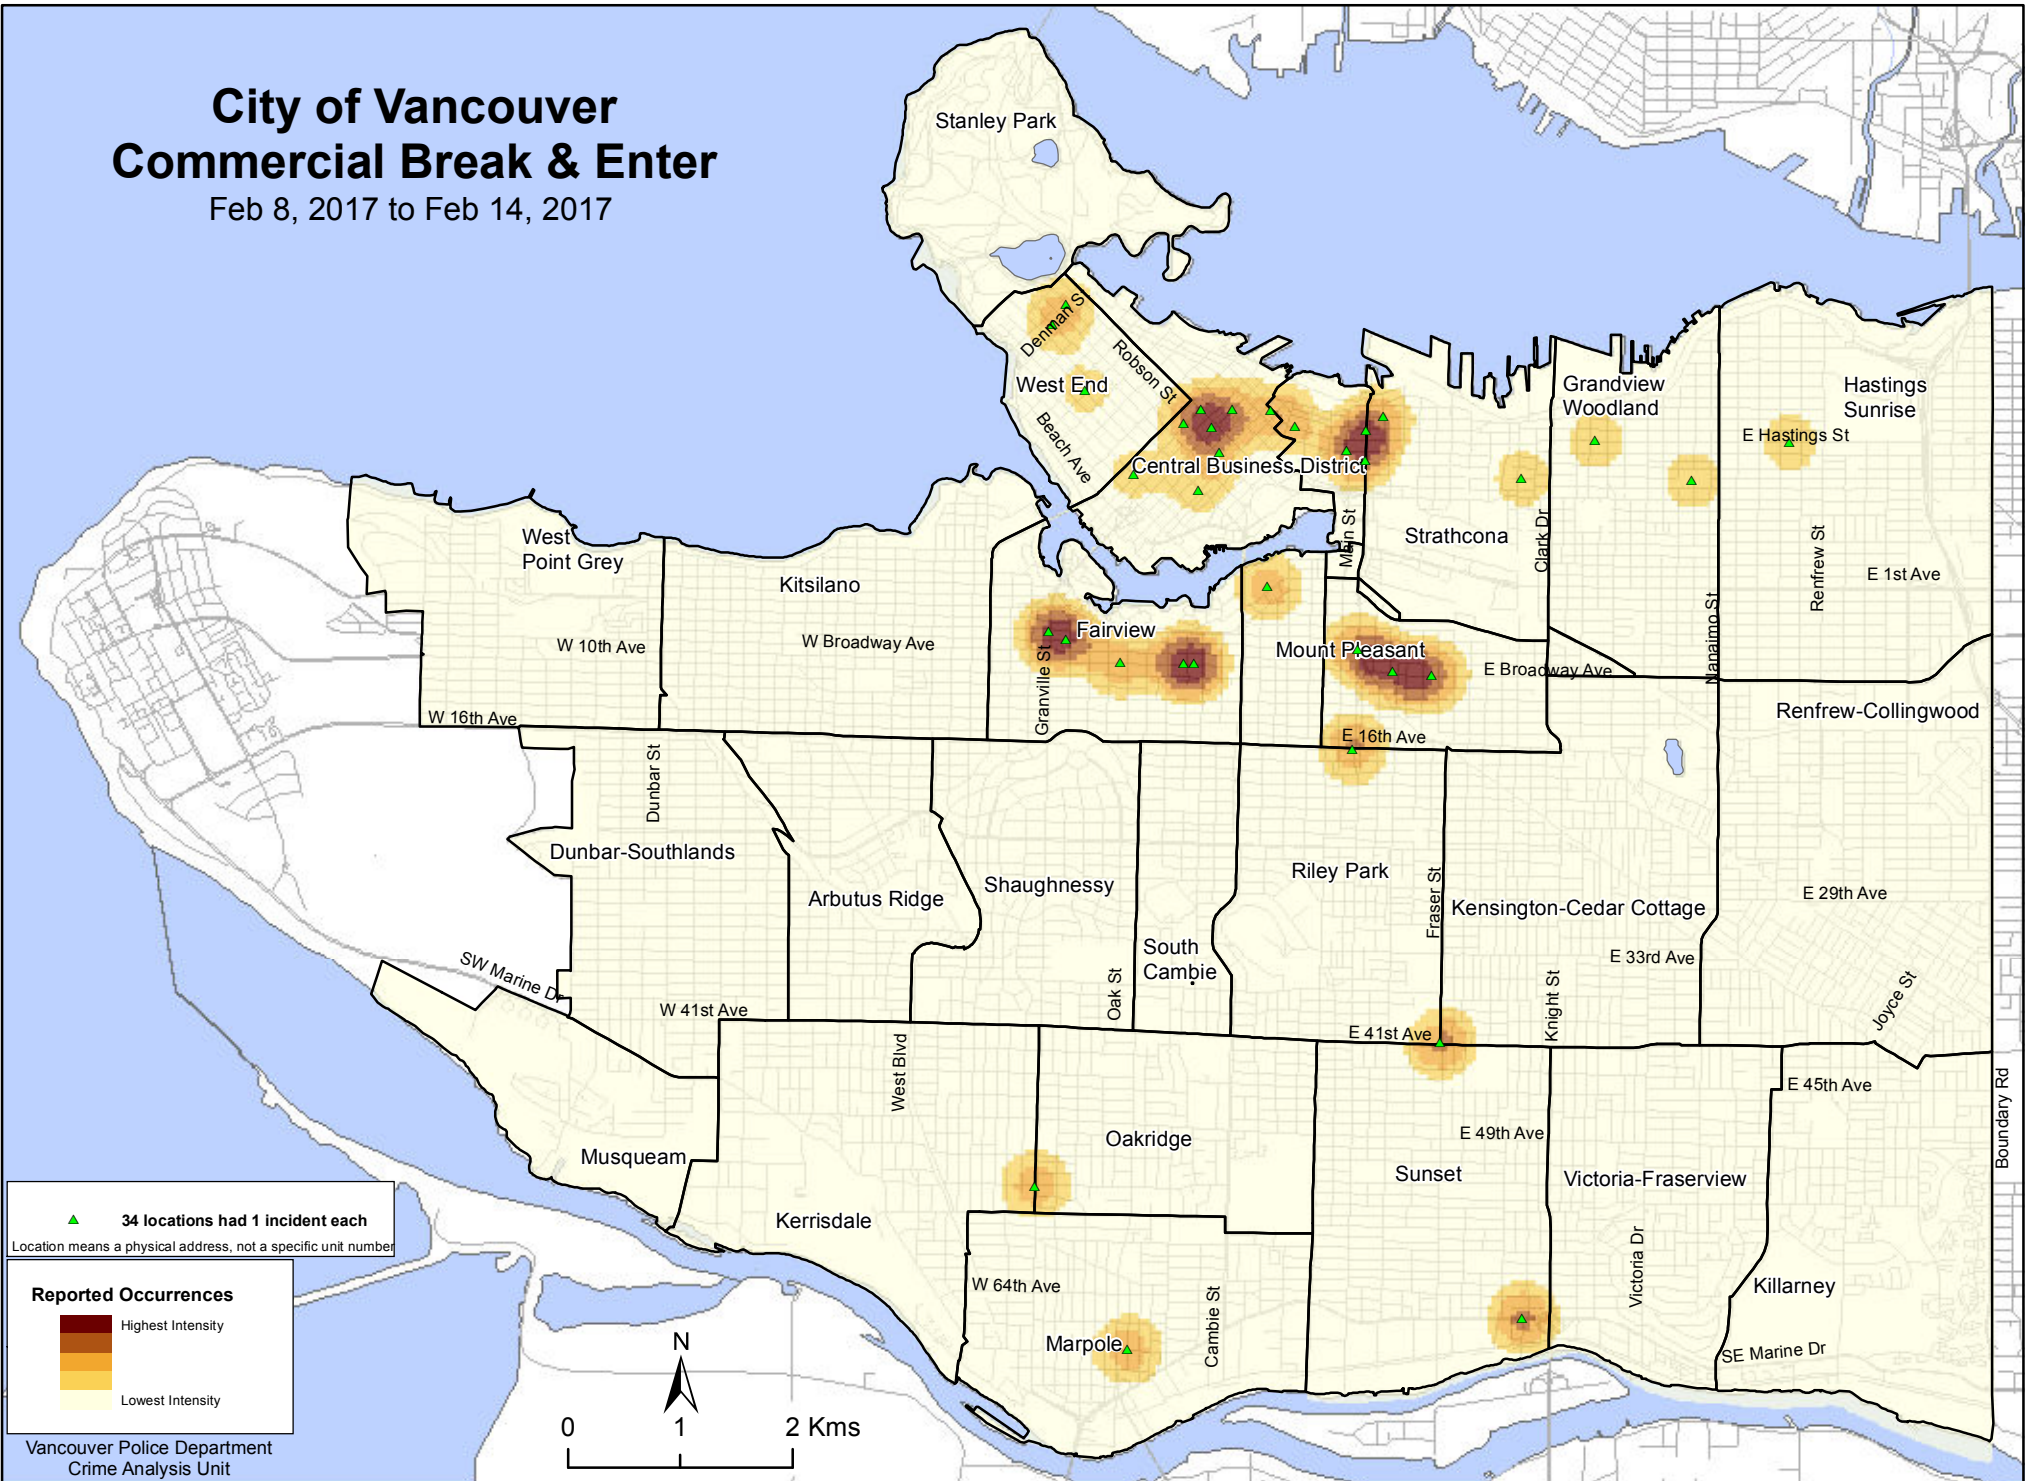 City of Vancouver
Commercial Break & Enter
Feb 8, 2017 to Feb 14, 2017
Stanley Park
Denman S
Robson St
West End
Beach Ave
Central Business District
Grandview
Woodland
Hastings
Sunrise
E Hastings St
Main St
Strathcona
Clark Dr
Nanaimo St
Renfrew St
E 1st Ave
West
Point Grey
Kitsilano
W 10th Ave
W Broadway Ave
Fairview
Granville St
Mount Pleasant
E Broadway Ave
W 16th Ave
E 16th Ave
Renfrew-Collingwood
Dunbar St
Dunbar-Southlands
Arbutus Ridge
Shaughnessy
Riley Park
Fraser St
Kensington-Cedar Cottage
E 29th Ave
South
Cambie
E 33rd Ave
SW Marine Dr
W 41st Ave
Oak St
Knight St
Joyce St
E 41st Ave
West Blvd
E 45th Ave
Boundary Rd
Musqueam
Oakridge
E 49th Ave
Sunset
Victoria-Fraserview
Kerrisdale
Victoria Dr
W 64th Ave
Cambie St
Killarney
Marpole
SE Marine Dr
34 locations had 1 incident each
Location means a physical address, not a specific unit number
Reported Occurrences
Highest Intensity
Lowest Intensity
N
0 1 2 Kms
Vancouver Police Department
Crime Analysis Unit